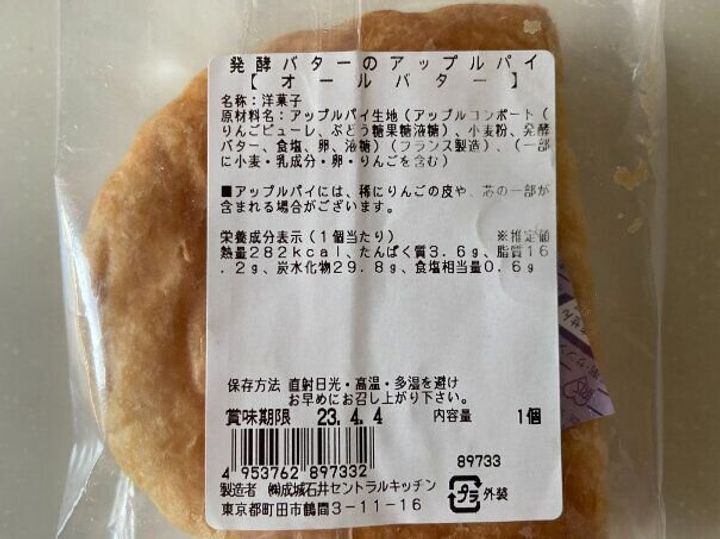 発酵バターのアップルパイ
【オールバター】
名称：洋菓子
原材料名：アップルパイ生地（アップルコンポート（
りんごピューレ、ぶどう糖果糖液糖）、小麦粉、発酵
バター、食塩、卵、液糖）（フランス製造）、（一部
に小麦・乳成分・卵・りんごを含む）
■アップルパイには、稀にりんごの皮や、芯の一部が
含まれる場合がございます。
栄養成分表示（１個当たり） ※推定値
熱量２８２ｋｃａｌ、たんぱく質３.６ｇ、脂質１６
.２ｇ、炭水化物２９.８ｇ、食塩相当量０.６ｇ
保存方法 直射日光・高温・多湿を避け
お早めにお召し上がり下さい。
賞味期限 23.4.4 内容量 1個
4 953762 897332
89733
製造者 ㈱成城石井セントラルキッチン
東京都町田市鶴間３－１１－１６
プラ 外装